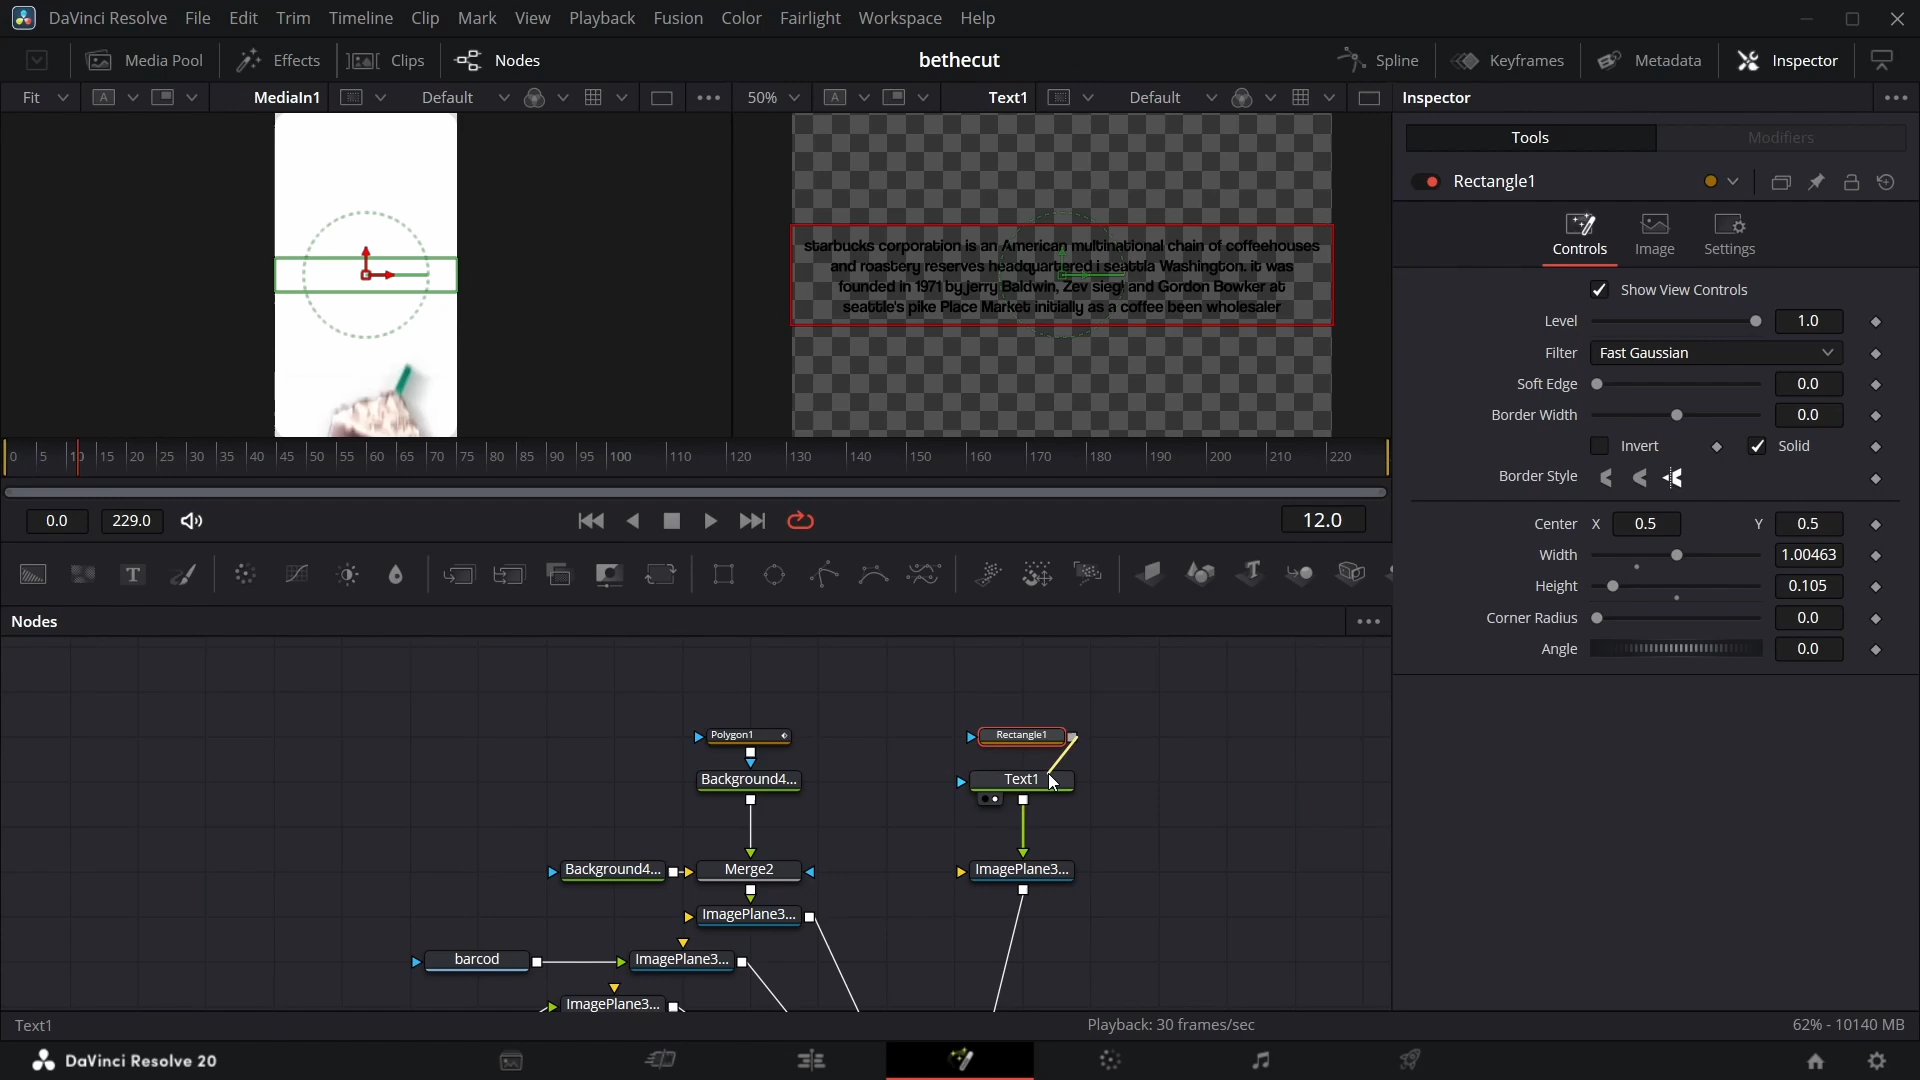 DaVinci Resolve File Edit Trim Timeline Clip Mark View Playback Fusion Color Fairlight Workspace Help
Media Pool Effects Clips Nodes bethecut Spline Keyframes Metadata Inspector
Fit A MediaIn1 Default 50% A Text1 Default Inspector
Tools Modifiers
Rectangle1
Controls Image Settings
starbucks corporation is an American multinational chain of coffeehouses
and roastery reserves headquartered i seattla Washington. it was
founded in 1971 by jerry Baldwin, Zev siegl and Gordon Bowker at
seattle's pike Place Market initially as a coffee been wholesaler
Show View Controls
Level 1.0
Filter Fast Gaussian
Soft Edge 0.0
Border Width 0.0
Invert Solid
Border Style
Center X 0.5 Y 0.5
Width 1.00463
Height 0.105
Corner Radius 0.0
Angle 0.0
0 5 10 15 20 25 30 35 40 45 50 55 60 65 70 75 80 85 90 95 100 110 120 130 140 150 160 170 180 190 200 210 220
0.0 229.0 12.0
T T
Nodes
Polygon1 Rectangle1
Background4... Text1
Background4... Merge2 ImagePlane3...
ImagePlane3...
barcod ImagePlane3...
ImagePlane3...
Text1 Playback: 30 frames/sec 62% - 10140 MB
DaVinci Resolve 20